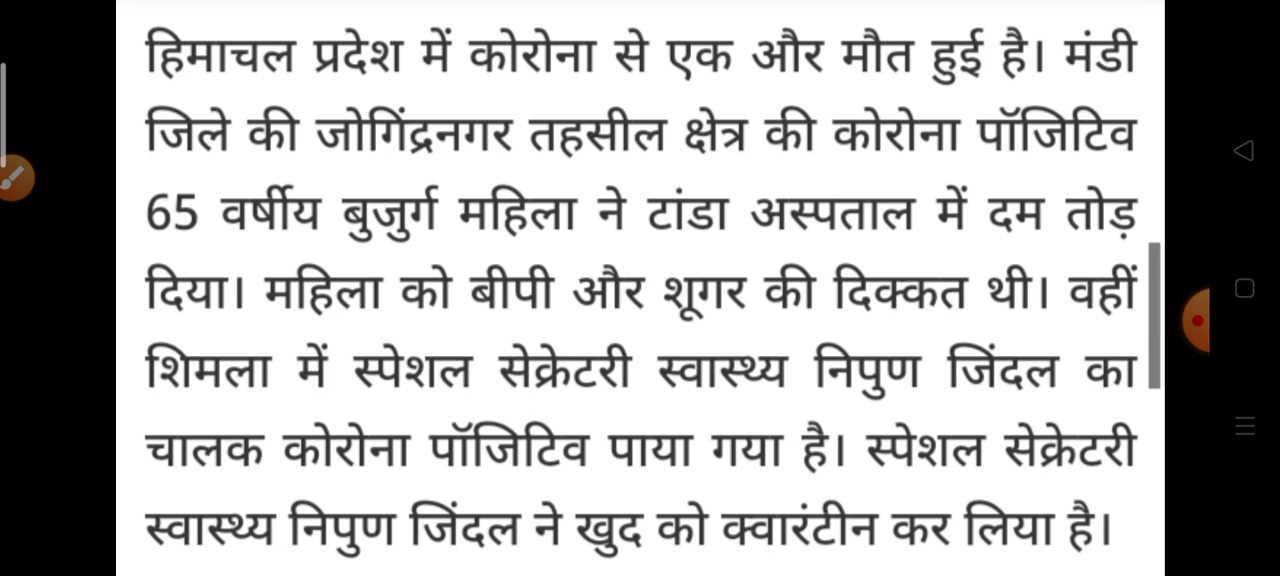 हिमाचल प्रदेश में कोरोना से एक और मौत हुई है। मंडी
जिले की जोगिंद्रनगर तहसील क्षेत्र की कोरोना पॉजिटिव
65 वर्षीय बुजुर्ग महिला ने टांडा अस्पताल में दम तोड़
दिया। महिला को बीपी और शूगर की दिक्कत थी। वहीं
शिमला में स्पेशल सेक्रेटरी स्वास्थ्य निपुण जिंदल का
चालक कोरोना पॉजिटिव पाया गया है। स्पेशल सेक्रेटरी
स्वास्थ्य निपुण जिंदल ने खुद को क्वारंटीन कर लिया है।